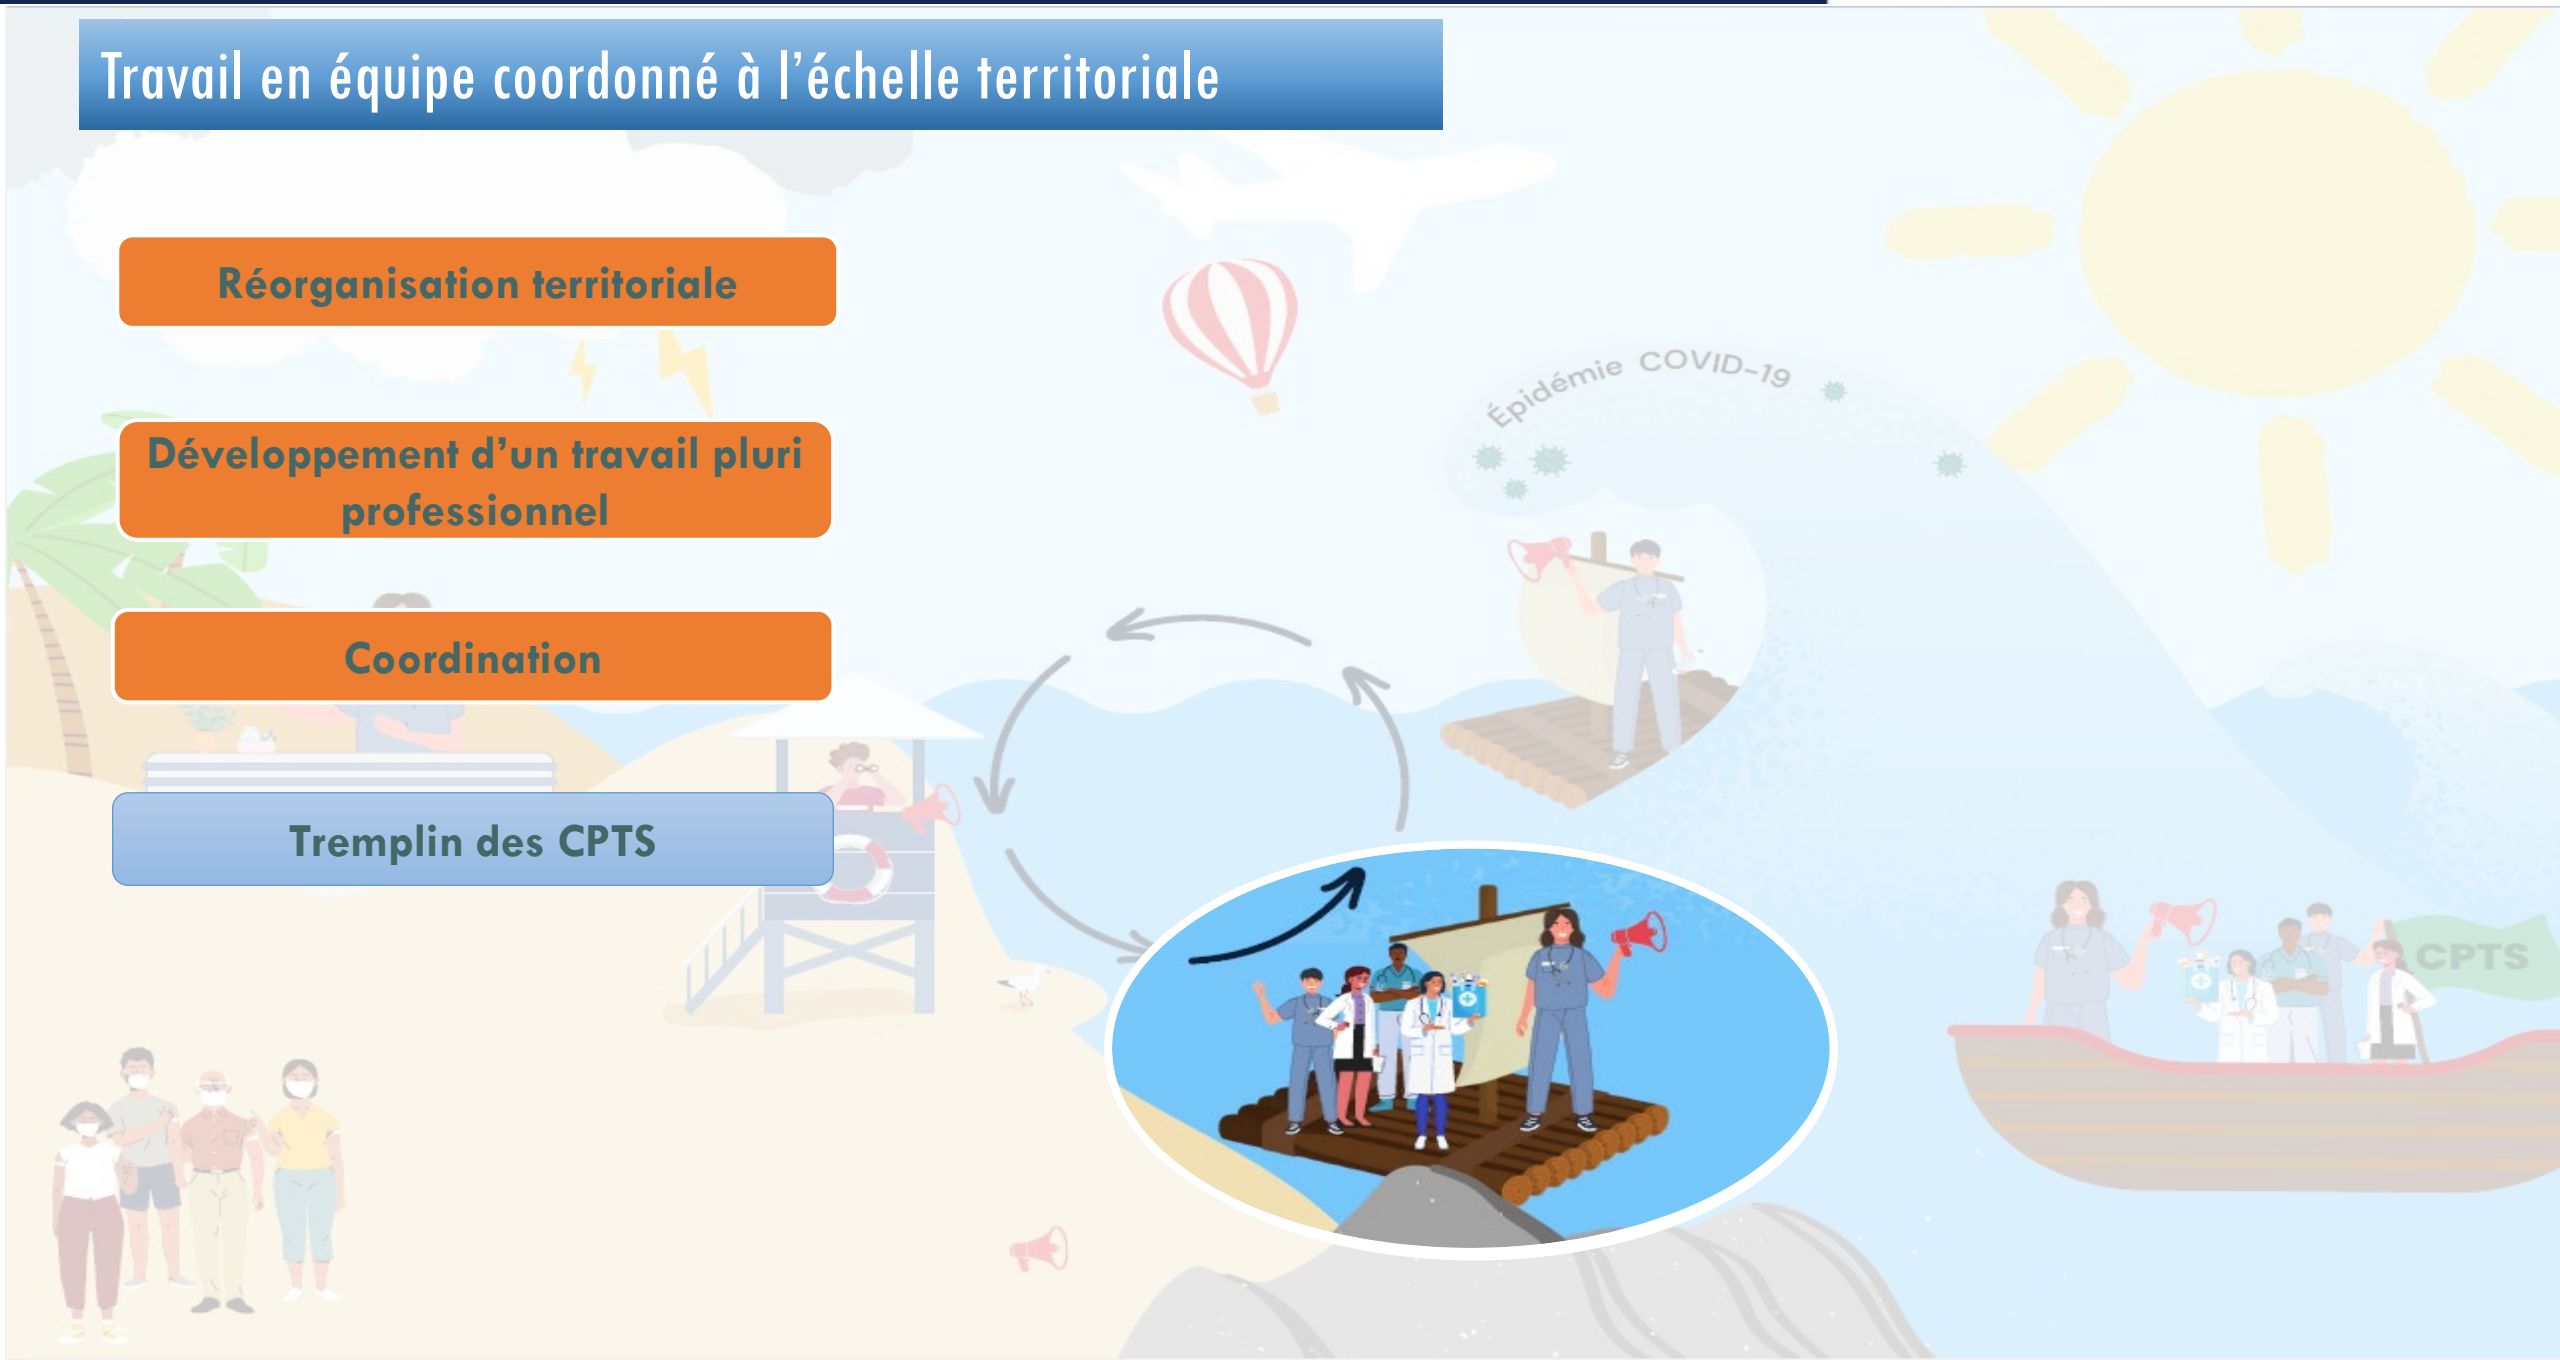 Travail en équipe coordonné à l’échelle territoriale
Réorganisation territoriale
Développement d’un travail pluri
professionnel
Coordination
Tremplin des CPTS
Épidémie COVID-19
CPTS